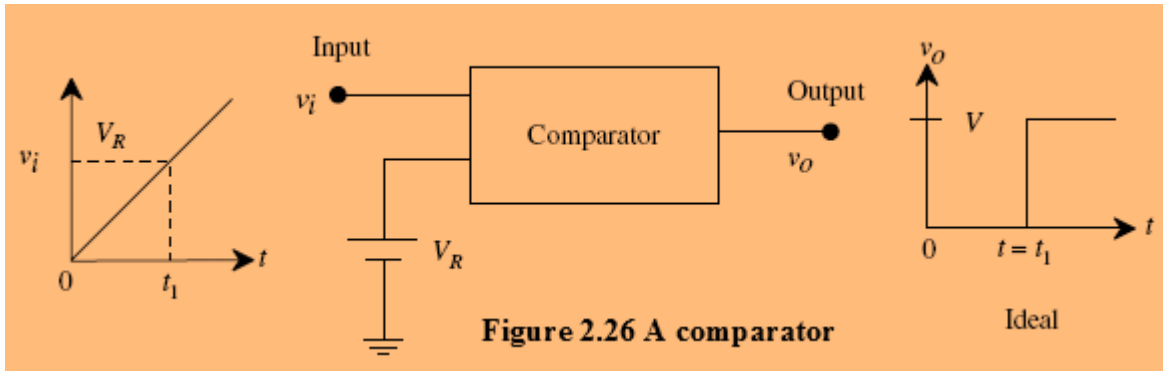 Input
v_i
Comparator
V_R
Output
v_O
v_i
V_R
0
t_1
t
v_O
V
0
t = t_1
t
Ideal
Figure 2.26 A comparator